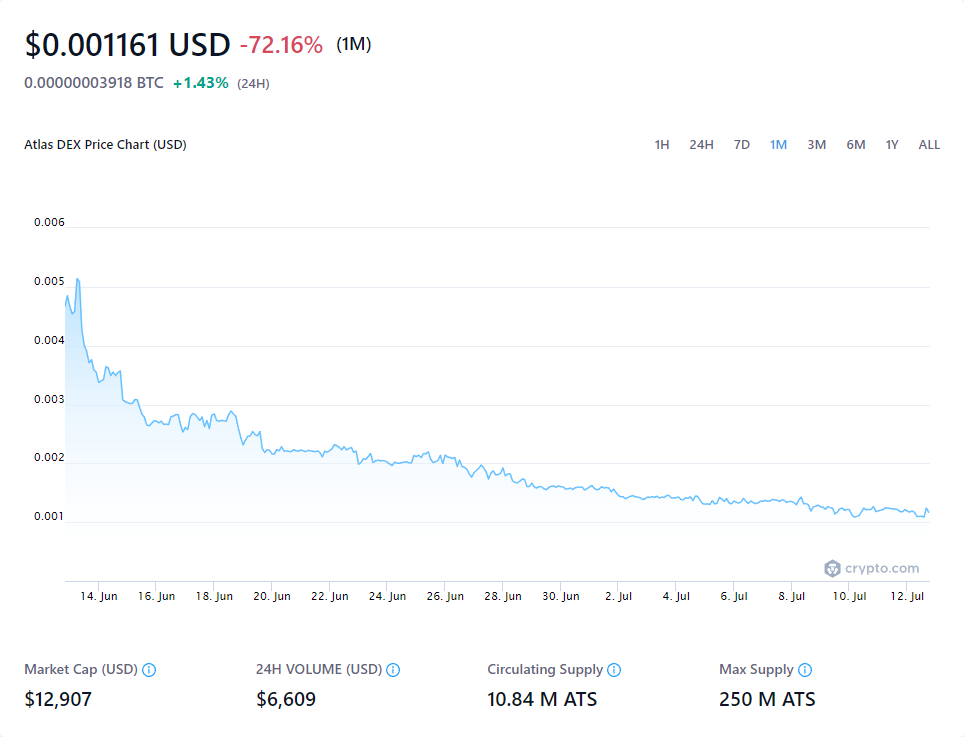 $0.001161 USD -72.16% (1M)
0.00000003918 BTC +1.43% (24H)
Atlas DEX Price Chart (USD) 1H 24H 7D 1M 3M 6M 1Y ALL
0.006
0.005
0.004
0.003
0.002
0.001
crypto.com
14. Jun 16. Jun 18. Jun 20. Jun 22. Jun 24. Jun 26. Jun 28. Jun 30. Jun 2. Jul 4. Jul 6. Jul 8. Jul 10. Jul 12. Jul
Market Cap (USD) 24H VOLUME (USD) Circulating Supply Max Supply
$12,907 $6,609 10.84 M ATS 250 M ATS